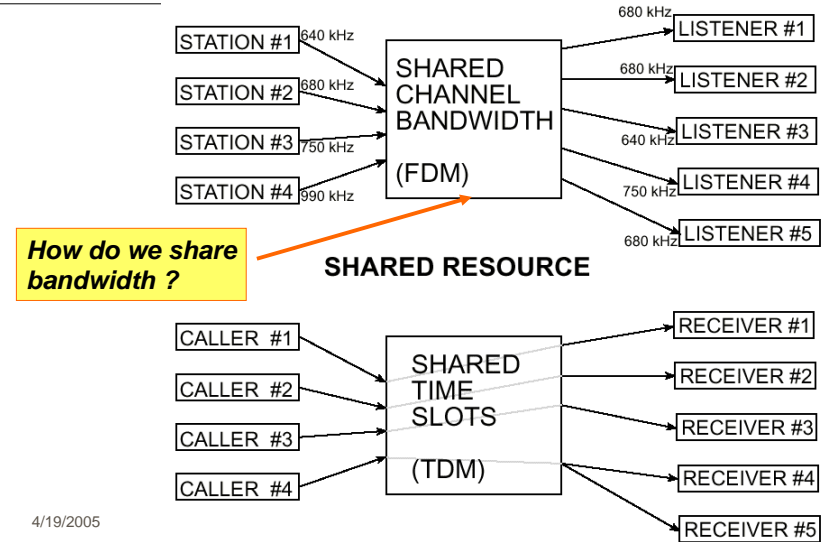 680 kHz
STATION #1
640 kHz
LISTENER #1
SHARED
CHANNEL
BANDWIDTH
(FDM)
680 kHz
LISTENER #2
STATION #2
680 kHz
STATION #3
750 kHz
640 kHz
LISTENER #3
STATION #4
990 kHz
750 kHz
LISTENER #4
680 kHz
LISTENER #5
How do we share
bandwidth ?
SHARED RESOURCE
CALLER #1
CALLER #2
CALLER #3
CALLER #4
SHARED
TIME
SLOTS
(TDM)
RECEIVER #1
RECEIVER #2
RECEIVER #3
RECEIVER #4
RECEIVER #5
4/19/2005